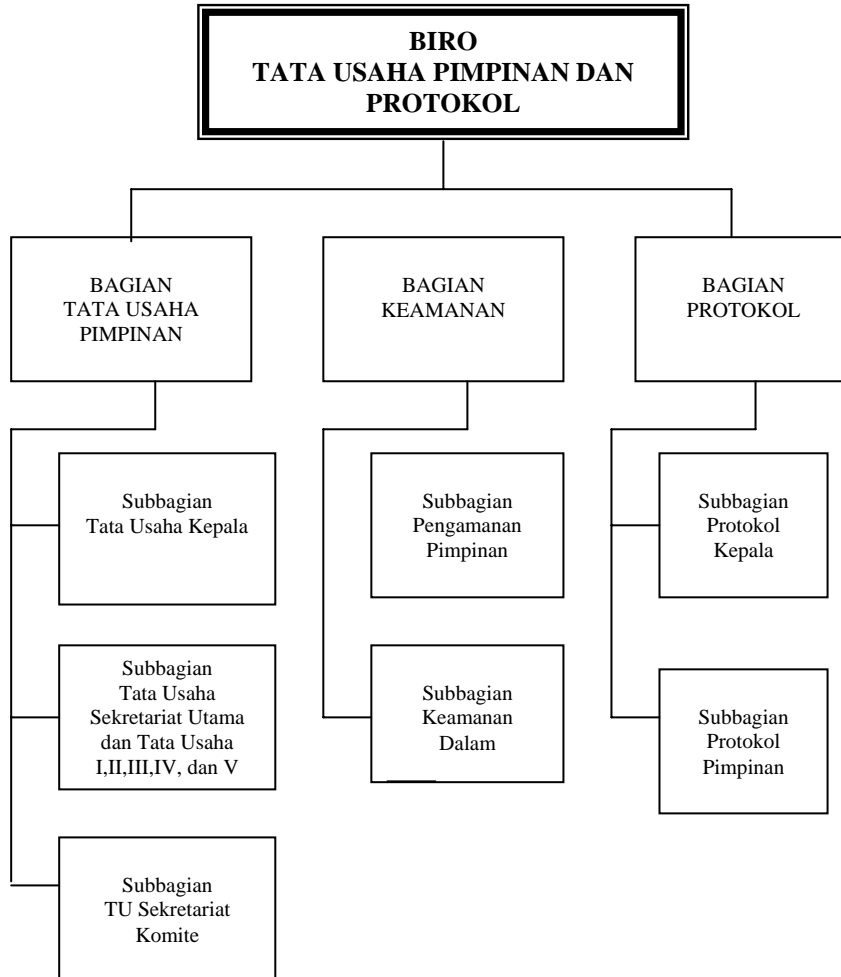 BIRO
TATA USAHA PIMPINAN DAN
PROTOKOL
BAGIAN
TATA USAHA
PIMPINAN
BAGIAN
KEAMANAN
BAGIAN
PROTOKOL
Subbagian
Tata Usaha Kepala
Subbagian
Pengamanan
Pimpinan
Subbagian
Protokol
Kepala
Subbagian
Tata Usaha
Sekretariat Utama
dan Tata Usaha
I,II,III,IV, dan V
Subbagian
Keamanan
Dalam
Subbagian
Protokol
Pimpinan
Subbagian
TU Sekretariat
Komite